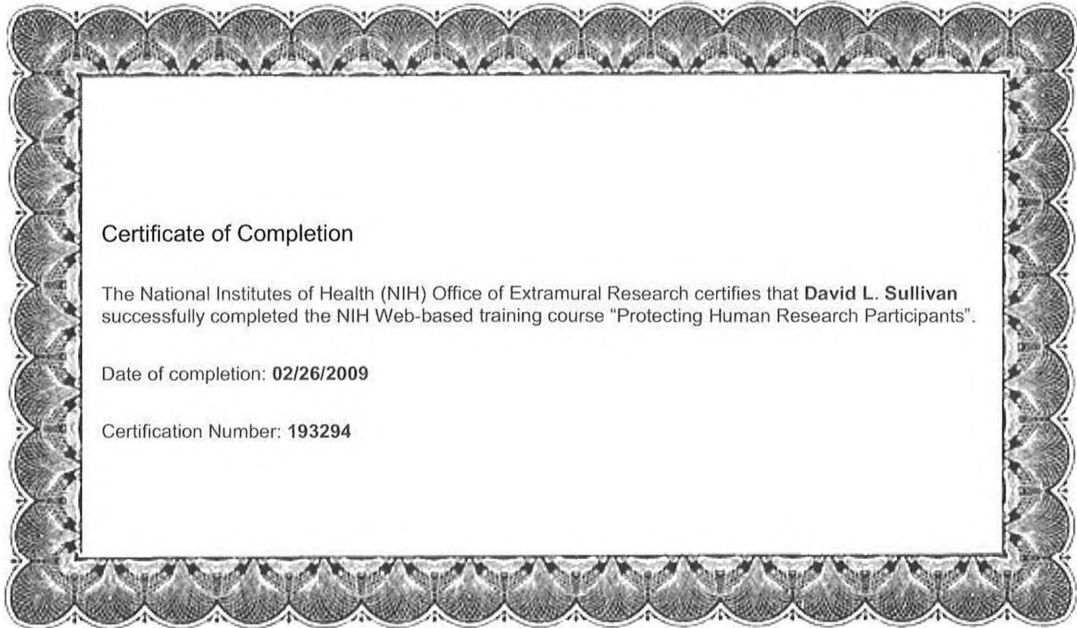 Certificate of Completion
The National Institutes of Health (NIH) Office of Extramural Research certifies that David L. Sullivan
successfully completed the NIH Web-based training course “Protecting Human Research Participants”.
Date of completion: 02/26/2009
Certification Number: 193294